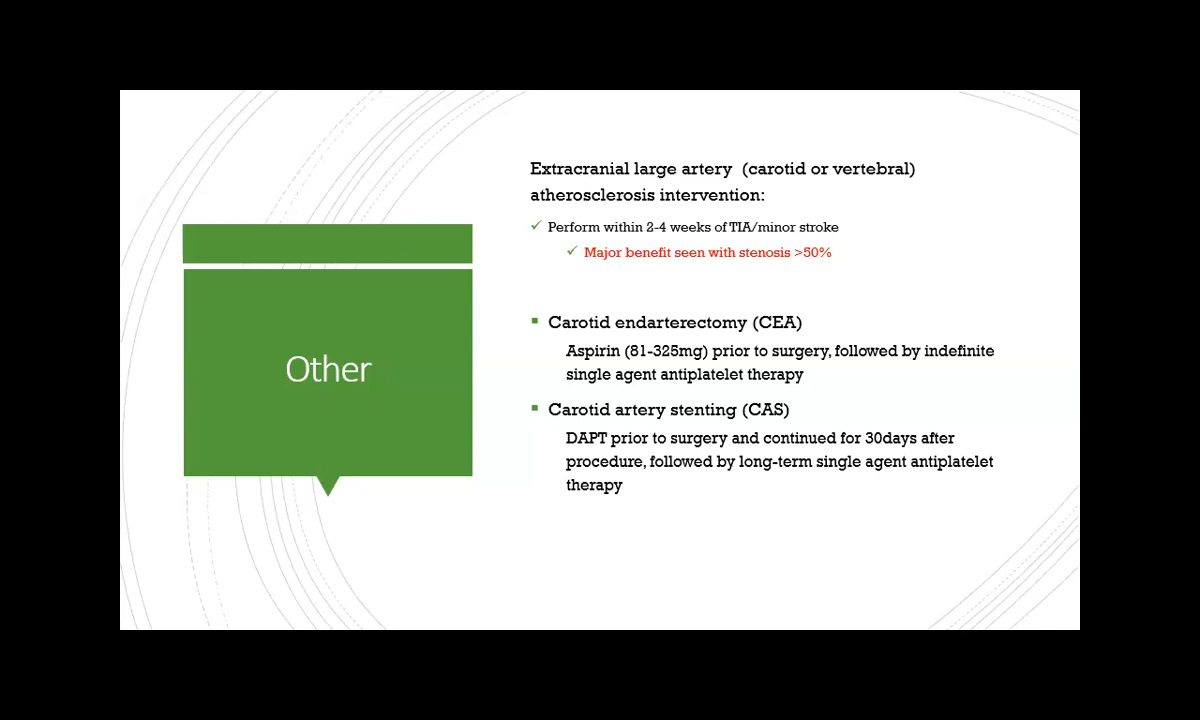 Other
Extracranial large artery (carotid or vertebral)
atherosclerosis intervention:
✓ Perform within 2-4 weeks of TIA/minor stroke
✓ Major benefit seen with stenosis >50%
▪ Carotid endarterectomy (CEA)
Aspirin (81-325mg) prior to surgery, followed by indefinite
single agent antiplatelet therapy
▪ Carotid artery stenting (CAS)
DAPT prior to surgery and continued for 30days after
procedure, followed by long-term single agent antiplatelet
therapy